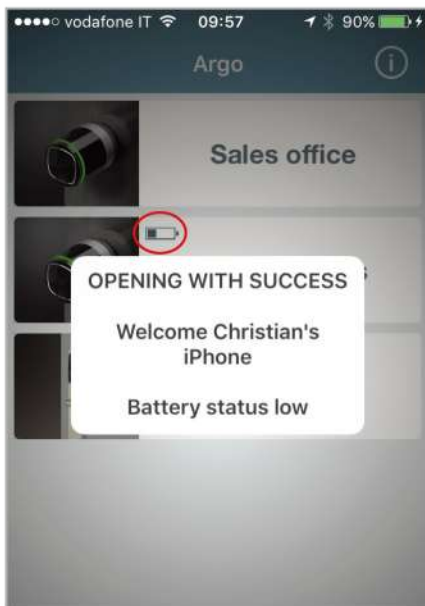 vodafone IT 09:57 90%
Argo
Sales office
OPENING WITH SUCCESS
Welcome Christian's
iPhone
Battery status low